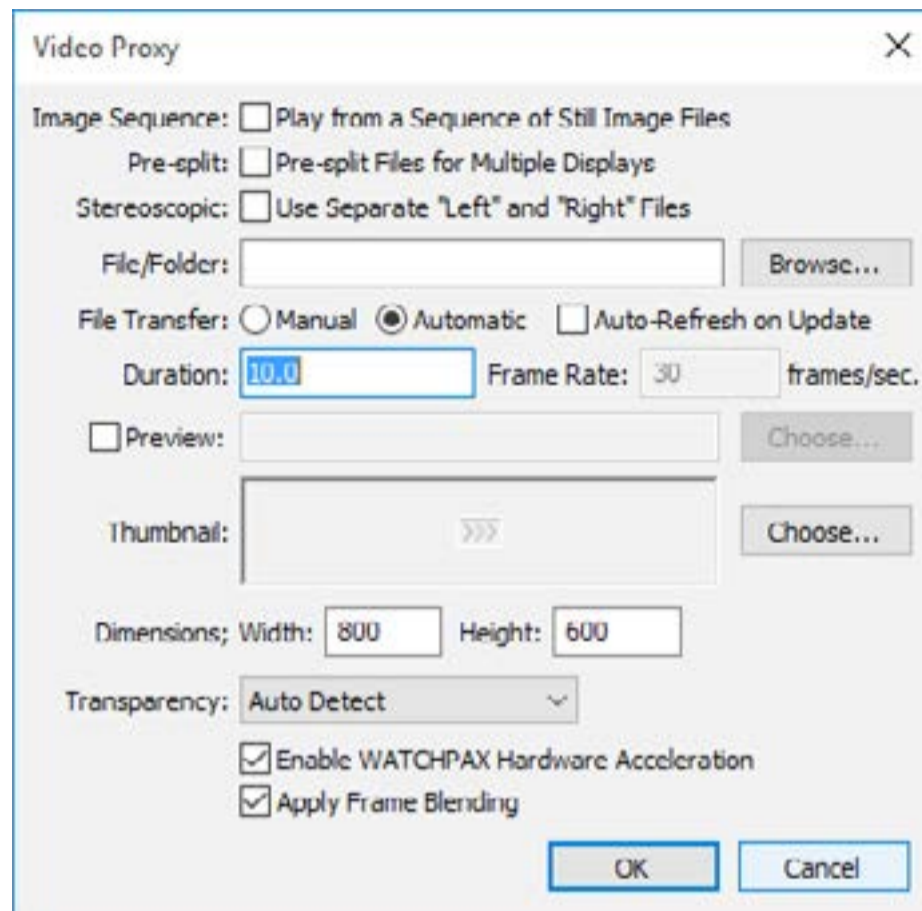 Video Proxy
Image Sequence: Play from a Sequence of Still Image Files
Pre-split: Pre-split Files for Multiple Displays
Stereoscopic: Use Separate "Left" and "Right" Files
File/Folder: Browse...
File Transfer: Manual Automatic Auto-Refresh on Update
Duration: 10.0 Frame Rate: 30 frames/sec.
Preview: Choose...
Thumbnail: >>> Choose...
Dimensions; Width: 800 Height: 600
Transparency: Auto Detect
Enable WATCHPAX Hardware Acceleration
Apply Frame Blending
OK Cancel